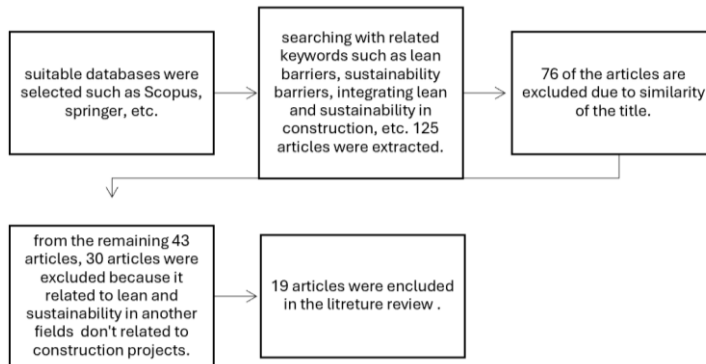 suitable databases were
selected such as Scopus,
springer, etc.
searching with related
keywords such as lean
barriers, sustainability
barriers, integrating lean
and sustainability in
construction, etc. 125
articles were extracted.
76 of the articles are
excluded due to similarity
of the title.
from the remaining 43
articles, 30 articles were
excluded because it
related to lean and
sustainability in another
fields don't related to
construction projects.
19 articles were encluded
in the litreture review .